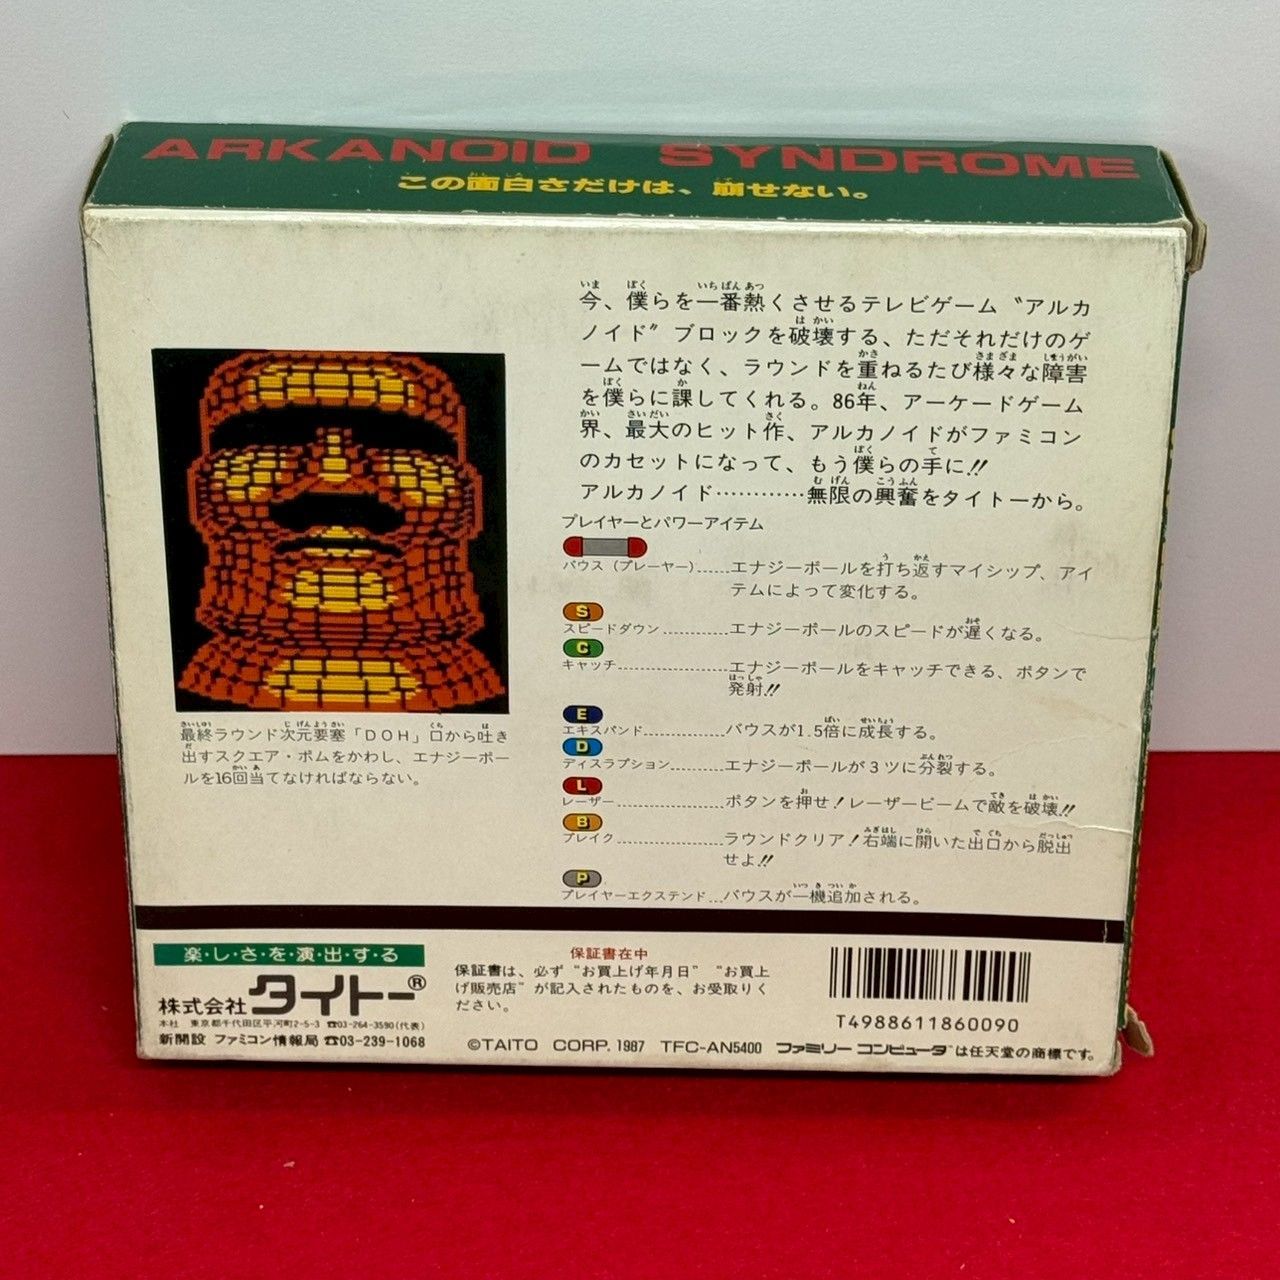 ARKANOID SYNDROME
この面白さだけは、崩せない。
今、僕らを一番熱くさせるテレビゲーム〝アルカ
ノイド〞ブロックを破壊する、ただそれだけのゲ
ームではなく、ラウンドを重ねるたび様々な障害
を僕らに課してくれる。86年、アーケードゲーム
界、最大のヒット作、アルカノイドがファミコン
のカセットになって、もう僕らの手に!!
アルカノイド…………無限の興奮をタイトーから。
プレイヤーとパワーアイテム
バウス(プレーヤー)……エナジーボールを打ち返すマイシップ、アイ
テムによって変化する。
S
スピードダウン…………エナジーボールのスピードが遅くなる。
C
キャッチ…………………エナジーボールをキャッチできる、ボタンで
発射!!
E
エキスパンド……………バウスが1.5倍に成長する。
D
ディスラプション………エナジーボールが3ツに分裂する。
L
レーザー…………………ボタンを押せ!レーザービームで敵を破壊!!
B
ブレイク…………………ラウンドクリア!右端に開いた出口から脱出
せよ!!
P
プレイヤーエクステンド…バウスが一機追加される。
最終ラウンド次元要塞「DOH」口から吐き
出すスクエア・ボムをかわし、エナジーボー
ルを16回当てなければならない。
楽・し・さ・を・演・出・す・る
株式会社タイトー®
本社 東京都千代田区平河町2-5-3 ☎03-264-3590(代表)
新開設 ファミコン情報局 ☎03-239-1068
保証書在中
保証書は、必ず〝お買上げ年月日〞〝お買上
げ販売店〞が記入されたものを、お受取りく
ださい。
T4988611860090
©TAITO CORP. 1987 TFC-AN5400 ファミリーコンピュータ™は任天堂の商標です。